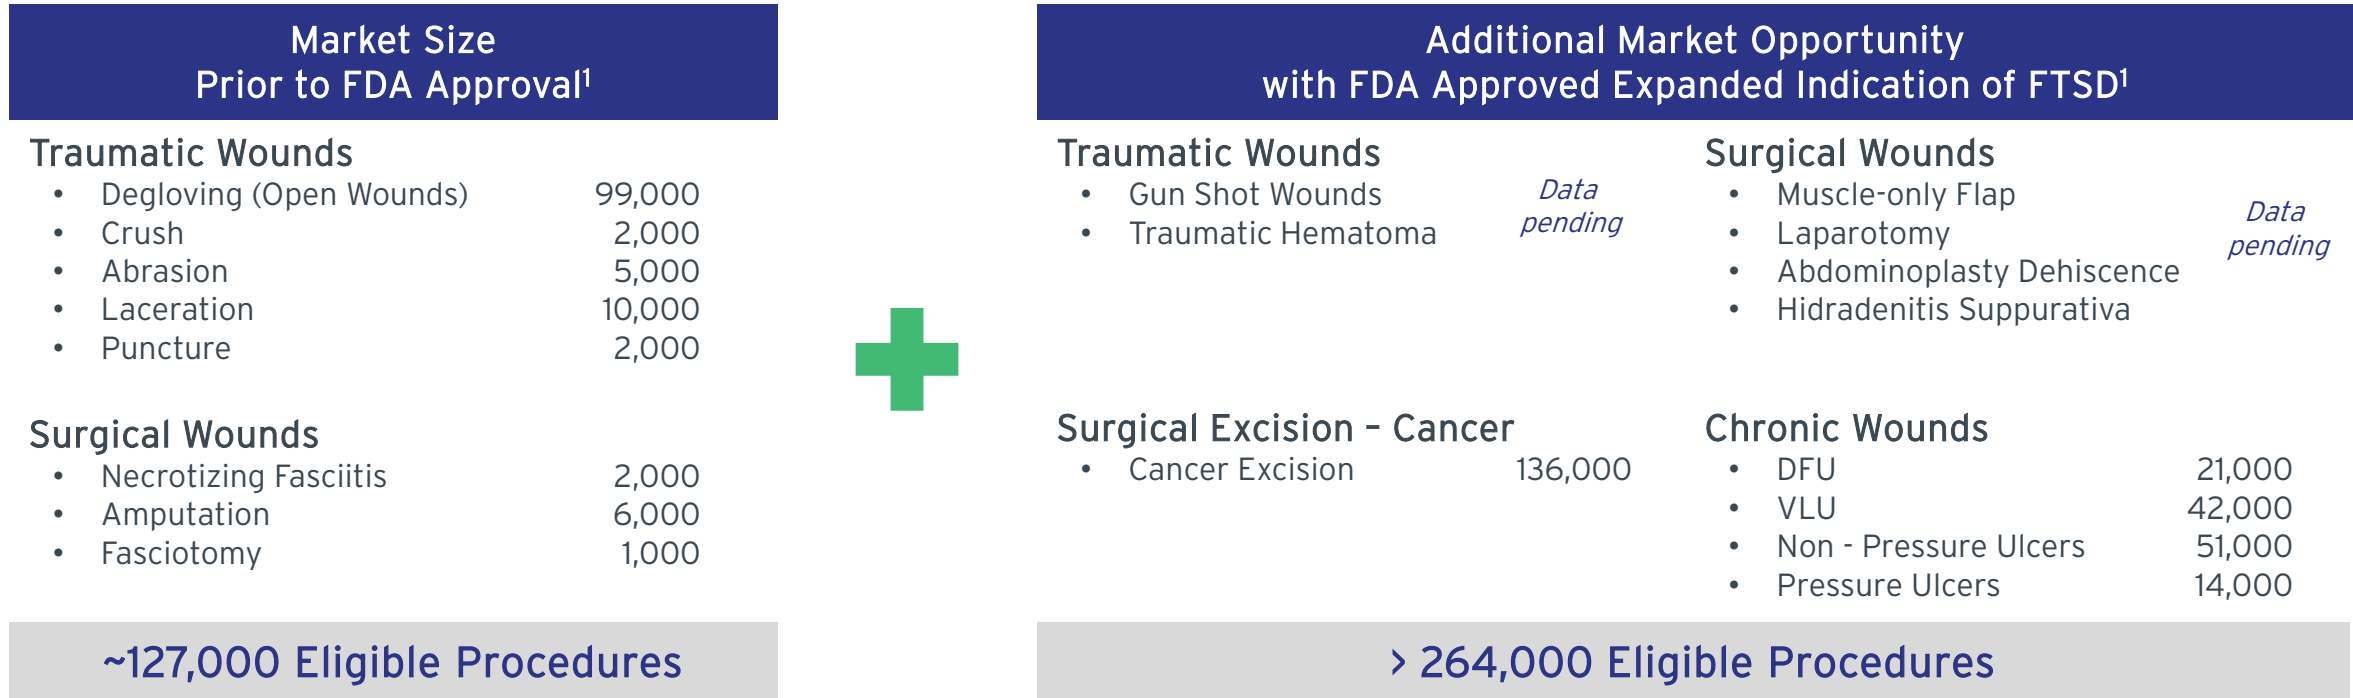 Market Size
Prior to FDA Approval¹
Traumatic Wounds
• Degloving (Open Wounds) 99,000
• Crush 2,000
• Abrasion 5,000
• Laceration 10,000
• Puncture 2,000
Surgical Wounds
• Necrotizing Fasciitis 2,000
• Amputation 6,000
• Fasciotomy 1,000
~127,000 Eligible Procedures
Additional Market Opportunity
with FDA Approved Expanded Indication of FTSD¹
Traumatic Wounds
• Gun Shot Wounds
• Traumatic Hematoma
Data
pending
Surgical Wounds
• Muscle-only Flap
• Laparotomy
• Abdominoplasty Dehiscence
• Hidradenitis Suppurativa
Data
pending
Surgical Excision – Cancer
• Cancer Excision 136,000
Chronic Wounds
• DFU 21,000
• VLU 42,000
• Non - Pressure Ulcers 51,000
• Pressure Ulcers 14,000
> 264,000 Eligible Procedures